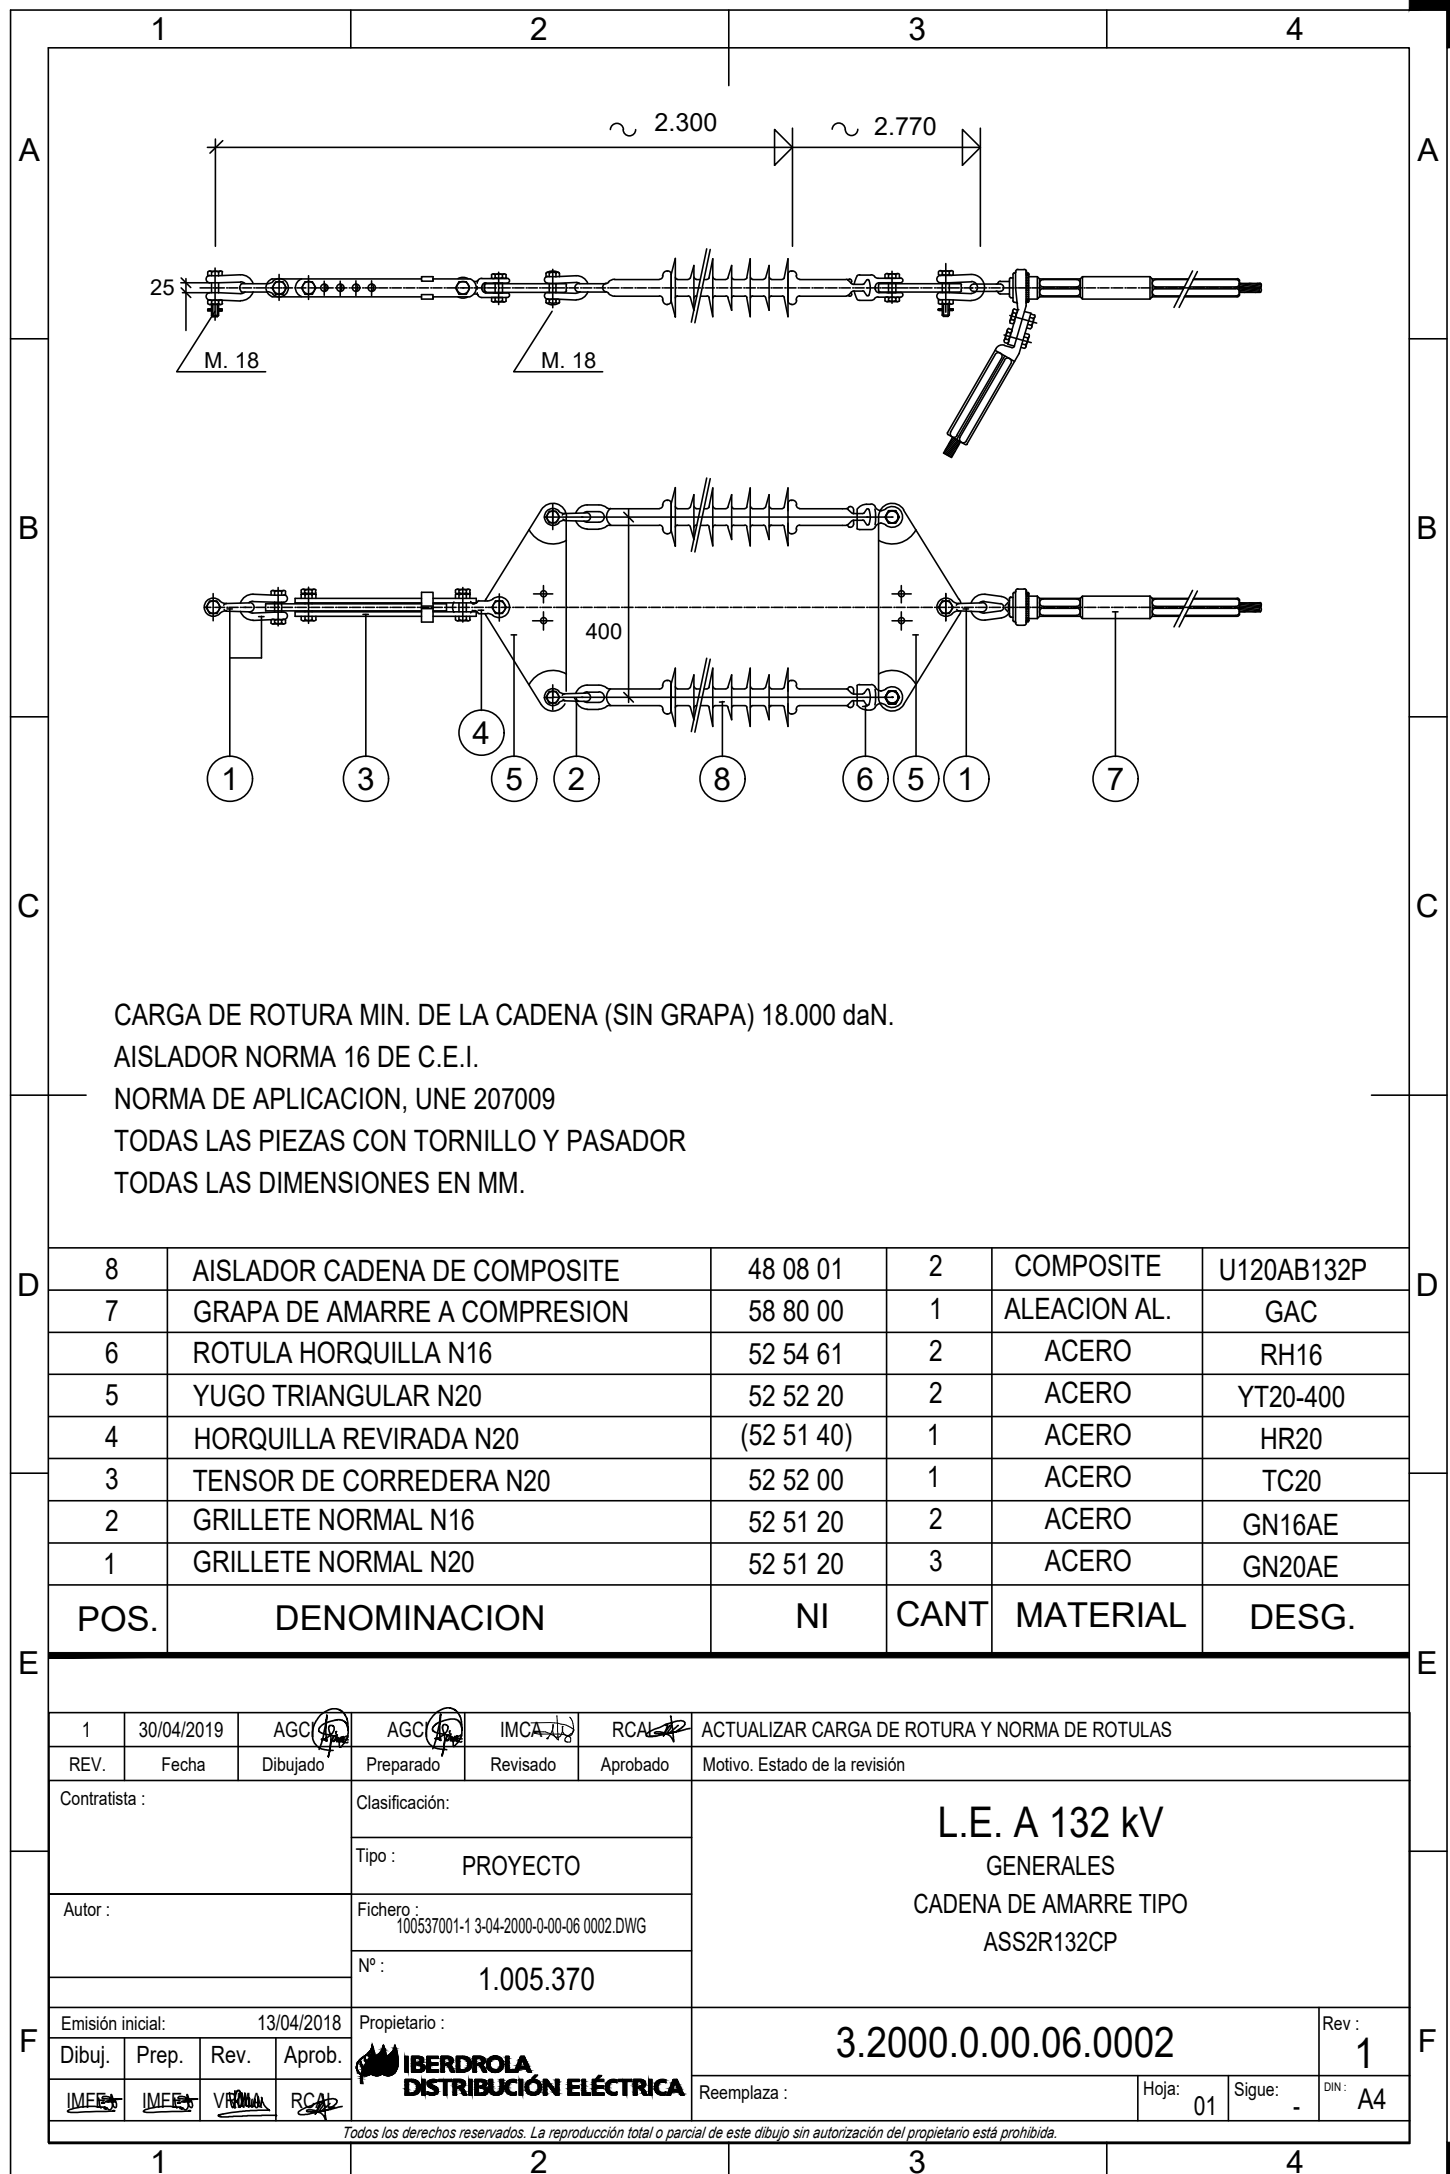 1 2 3 4
2.300 2.770
A A
25
M. 18 M. 18
B B
400
4
1 3 5 2 8 6 5 1 7
C C
CARGA DE ROTURA MIN. DE LA CADENA (SIN GRAPA) 18.000 daN.
AISLADOR NORMA 16 DE C.E.I.
NORMA DE APLICACION, UNE 207009
TODAS LAS PIEZAS CON TORNILLO Y PASADOR
TODAS LAS DIMENSIONES EN MM.
D D
8 AISLADOR CADENA DE COMPOSITE 48 08 01 2 COMPOSITE U120AB132P
7 GRAPA DE AMARRE A COMPRESION 58 80 00 1 ALEACION AL. GAC
6 ROTULA HORQUILLA N16 52 54 61 2 ACERO RH16
5 YUGO TRIANGULAR N20 52 52 20 2 ACERO YT20-400
4 HORQUILLA REVIRADA N20 (52 51 40) 1 ACERO HR20
3 TENSOR DE CORREDERA N20 52 52 00 1 ACERO TC20
2 GRILLETE NORMAL N16 52 51 20 2 ACERO GN16AE
1 GRILLETE NORMAL N20 52 51 20 3 ACERO GN20AE
POS. DENOMINACION NI CANT MATERIAL DESG.
E E
1 30/04/2019 AGCI AGCI IMCA RCAL ACTUALIZAR CARGA DE ROTURA Y NORMA DE ROTULAS
REV. Fecha Dibujado Preparado Revisado Aprobado Motivo. Estado de la revisión
Contratista :
Clasificación:
Tipo : PROYECTO
Autor :
Fichero :
100537001-1 3-04-2000-0-00-06 0002.DWG
Nº : 1.005.370
L.E. A 132 kV
GENERALES
CADENA DE AMARRE TIPO
ASS2R132CP
F F
Emisión inicial: 13/04/2018
Dibuj. Prep. Rev. Aprob.
RCAL
Propietario :
IBERDROLA
DISTRIBUCIÓN ELÉCTRICA
3.2000.0.00.06.0002
Rev : 1
Reemplaza :
Hoja: 01
Sigue: -
DIN : A4
Todos los derechos reservados. La reproducción total o parcial de este dibujo sin autorización del propietario está prohibida.
1 2 3 4